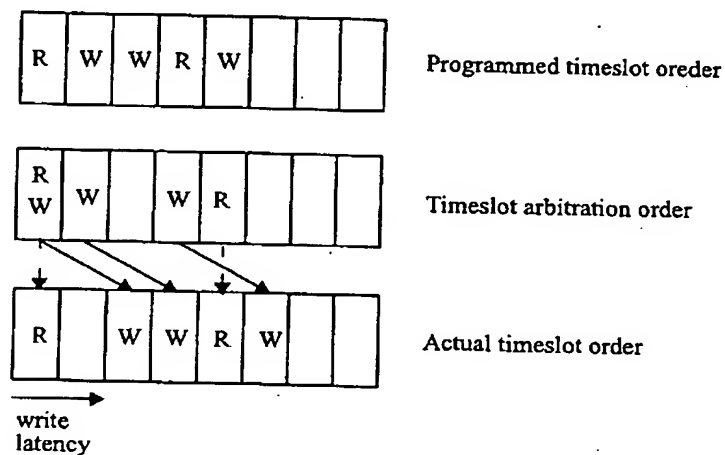 R W W R W
Programmed timeslot oreder
R
W W W R
Timeslot arbitration order
R W W R W
Actual timeslot order
write
latency